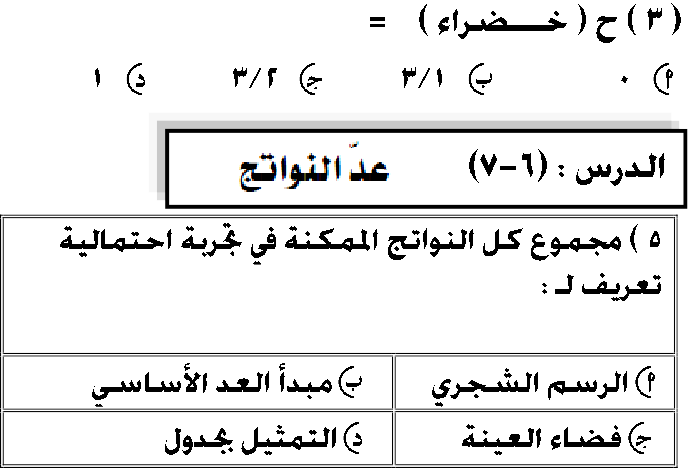 ( ٣ ) ح ( خـــضراء ) =
أ) ٠ ب) ٣/١ ج) ٣/٢ د) ١
الدرس : (٦-٧) عدّ النواتج
٥ ) مجموع كل النواتج الممكنة في تجربة احتمالية
تعريف لـ :
أ) الرسم الشجري ب) مبدأ العد الأساسي
ج) فضاء العينة د) التمثيل بجدول